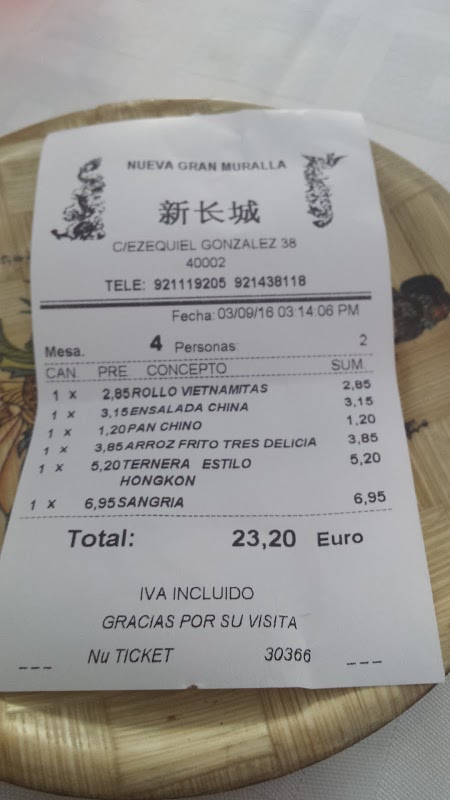 NUEVA GRAN MURALLA
新长城
C/EZEQUIEL GONZALEZ 38
40002
TELE: 921119205 921438118
Fecha: 03/09/16 03:14:06 PM
Mesa. 4 Personas: 2
CAN. PRE. CONCEPTO SUM.
1 x 2,85 ROLLO VIETNAMITAS 2,85
1 x 3,15 ENSALADA CHINA 3,15
1 x 1,20 PAN CHINO 1,20
1 x 3,85 ARROZ FRITO TRES DELICIA 3,85
1 x 5,20 TERNERA ESTILO 5,20
HONGKON
1 x 6,95 SANGRIA 6,95
Total: 23,20 Euro
IVA INCLUIDO
GRACIAS POR SU VISITA
--- Nu TICKET 30366 ---